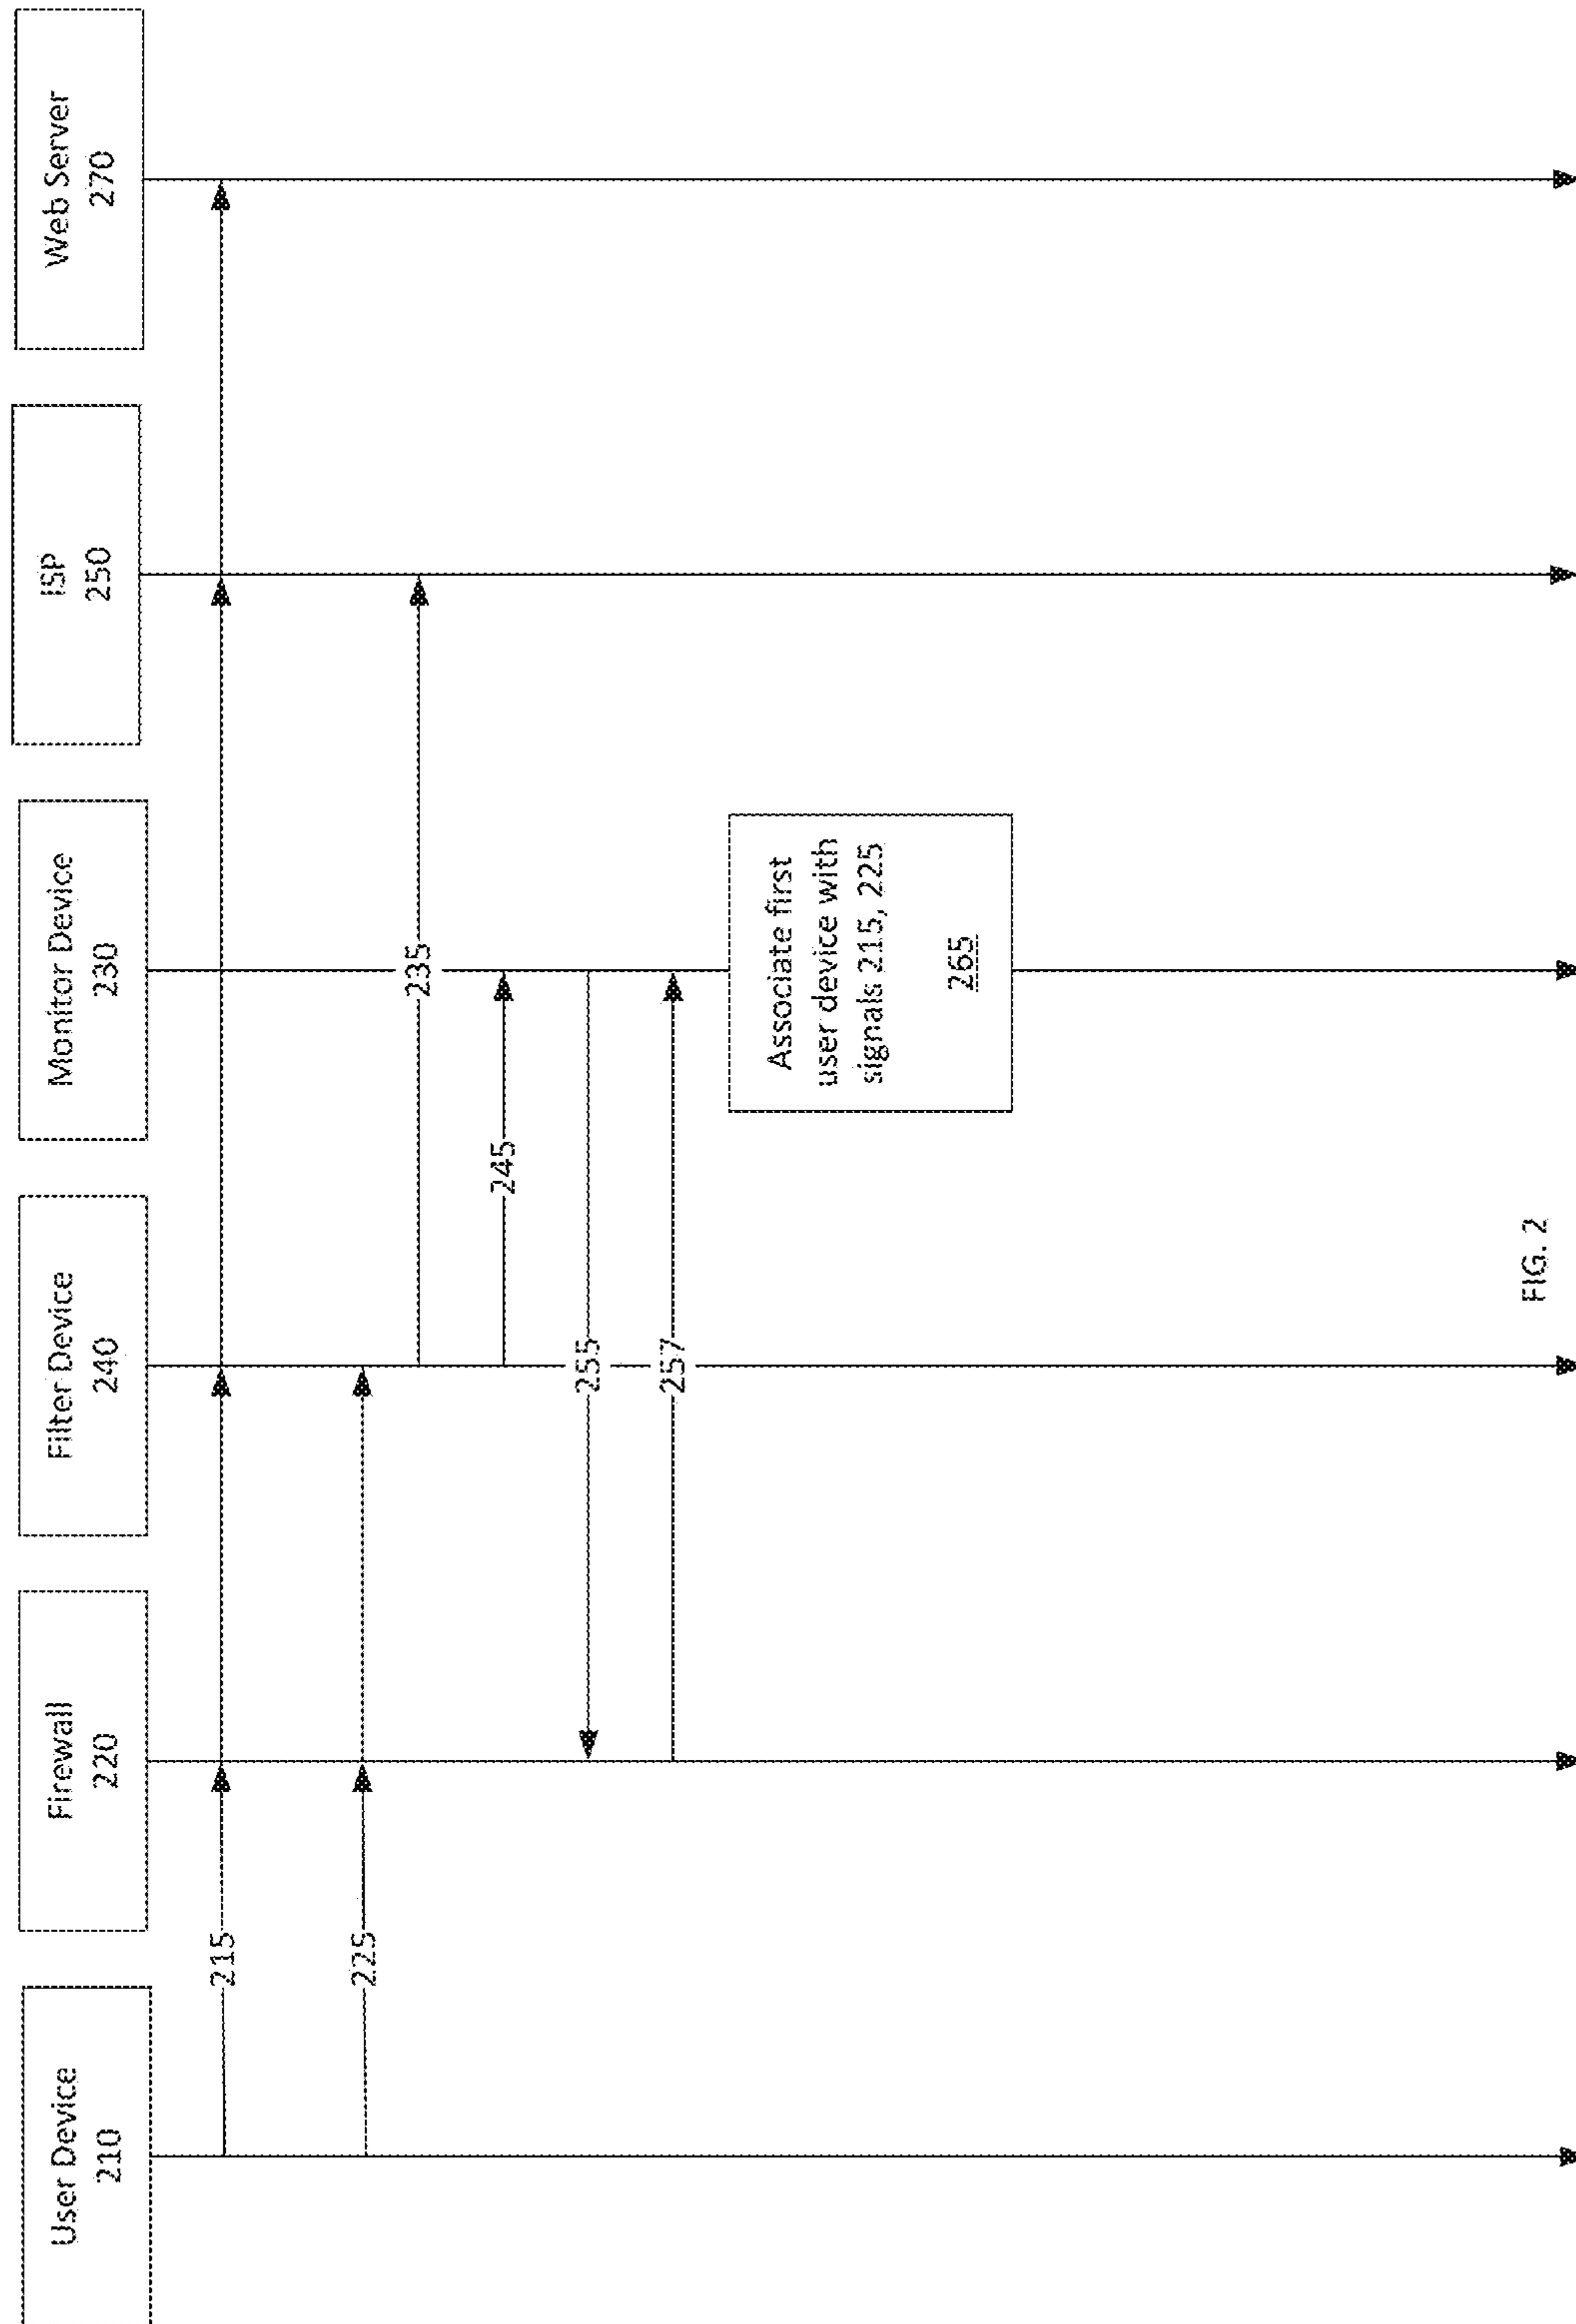 User Device
210
Firewall
220
Filter Device
240
Monitor Device
230
ISP
250
Web Server
270
215
225
235
245
255
257
Associate first
user device with
signals 215, 225
265
FIG. 2